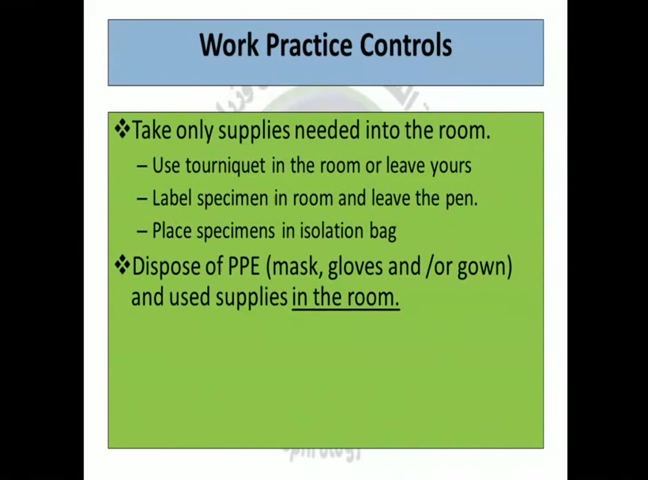 Work Practice Controls
❖Take only supplies needed into the room.
– Use tourniquet in the room or leave yours
– Label specimen in room and leave the pen.
– Place specimens in isolation bag
❖Dispose of PPE (mask, gloves and /or gown)
and used supplies in the room.